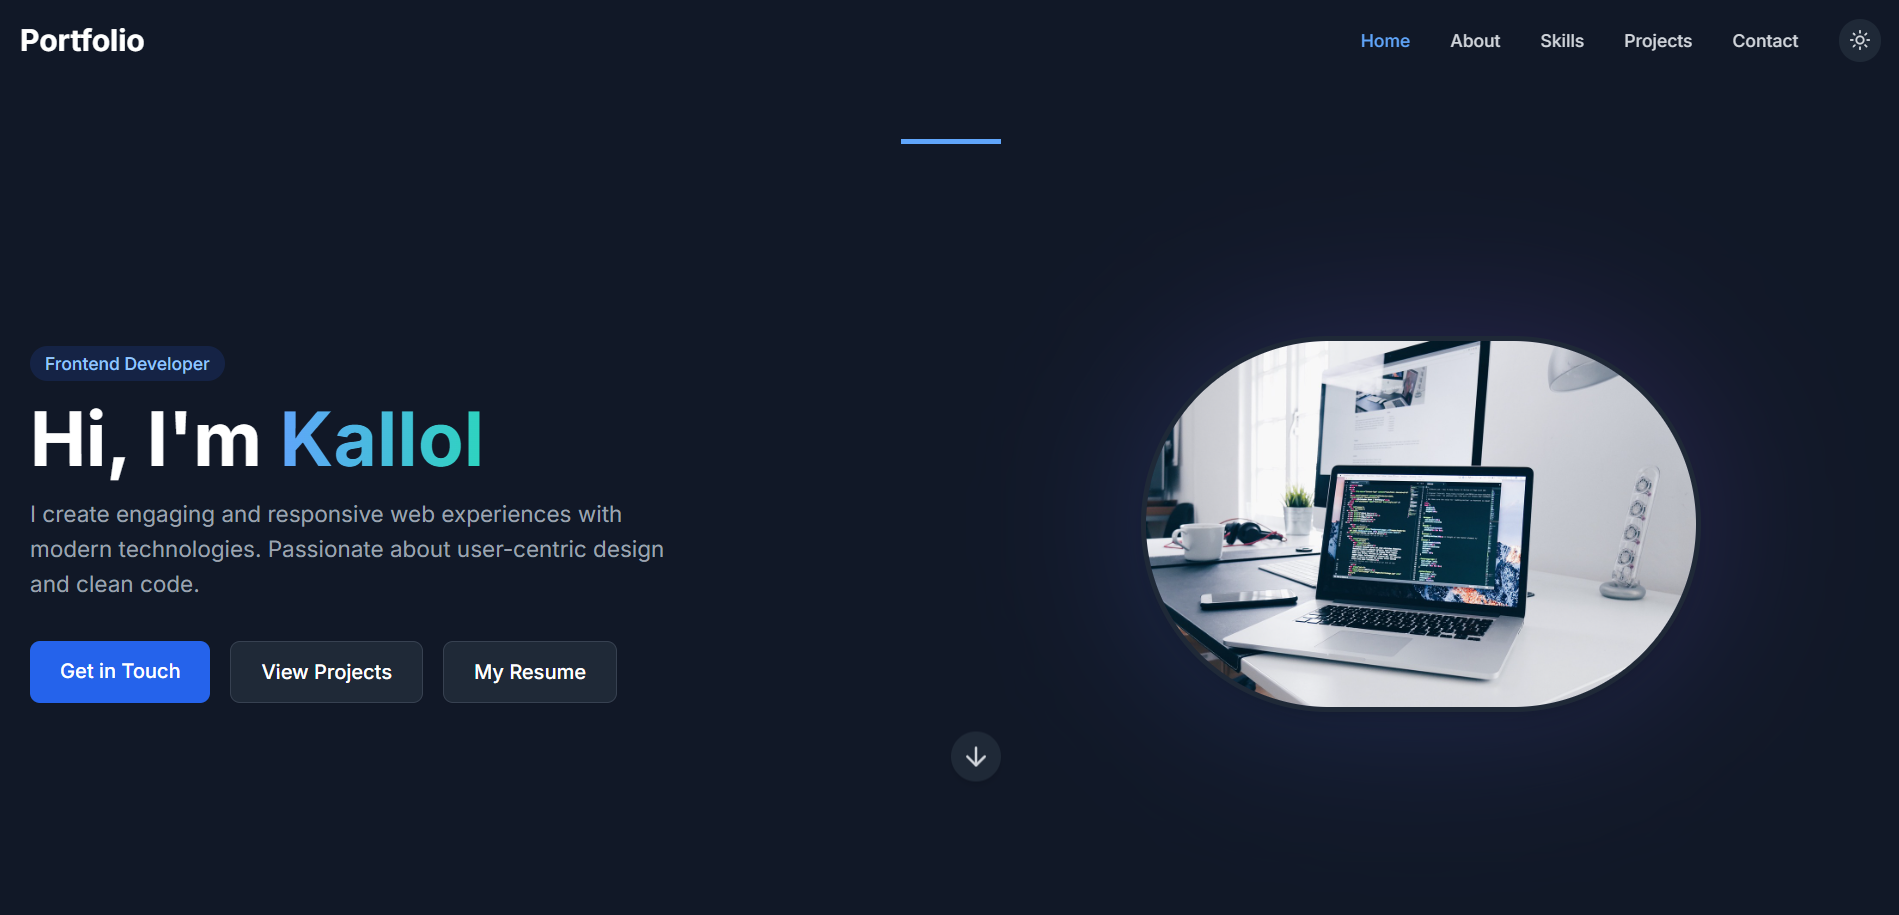 Portfolio
Home
About
Skills
Projects
Contact
Frontend Developer
Hi, I'm Kallol
I create engaging and responsive web experiences with
modern technologies. Passionate about user-centric design
and clean code.
Get in Touch
View Projects
My Resume